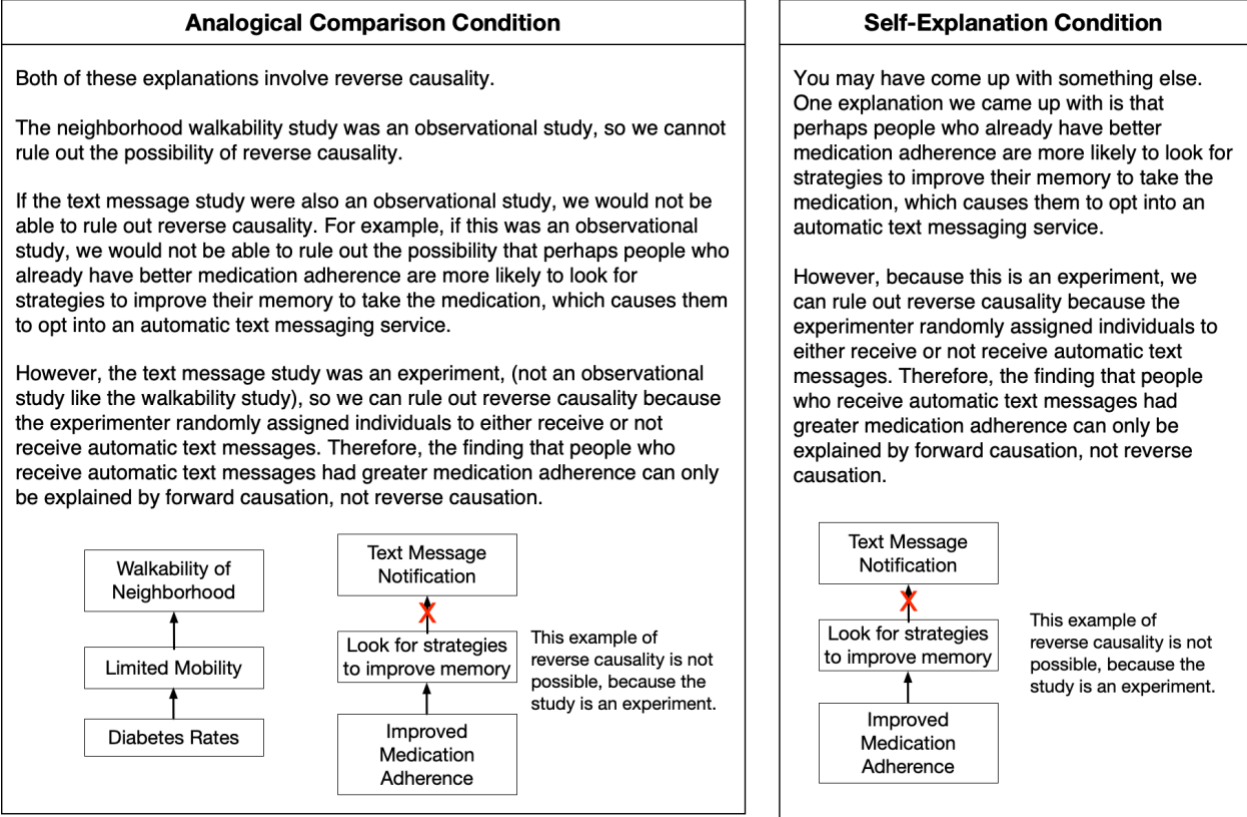 Analogical Comparison Condition
Both of these explanations involve reverse causality.
The neighborhood walkability study was an observational study, so we cannot
rule out the possibility of reverse causality.
If the text message study were also an observational study, we would not be
able to rule out reverse causality. For example, if this was an observational
study, we would not be able to rule out the possibility that perhaps people who
already have better medication adherence are more likely to look for
strategies to improve their memory to take the medication, which causes them
to opt into an automatic text messaging service.
However, the text message study was an experiment, (not an observational
study like the walkability study), so we can rule out reverse causality because
the experimenter randomly assigned individuals to either receive or not
receive automatic text messages. Therefore, the finding that people who
receive automatic text messages had greater medication adherence can only
be explained by forward causation, not reverse causation.
Walkability of
Neighborhood
Limited Mobility
Diabetes Rates
Text Message
Notification
X
Look for strategies
to improve memory
Improved
Medication
Adherence
This example of
reverse causality is not
possible, because the
study is an experiment.
Self-Explanation Condition
You may have come up with something else.
One explanation we came up with is that
perhaps people who already have better
medication adherence are more likely to look for
strategies to improve their memory to take the
medication, which causes them to opt into an
automatic text messaging service.
However, because this is an experiment, we
can rule out reverse causality because the
experimenter randomly assigned individuals to
either receive or not receive automatic text
messages. Therefore, the finding that people
who receive automatic text messages had
greater medication adherence can only be
explained by forward causation, not reverse
causation.
Text Message
Notification
X
Look for strategies
to improve memory
Improved
Medication
Adherence
This example of
reverse causality is not
possible, because the
study is an experiment.